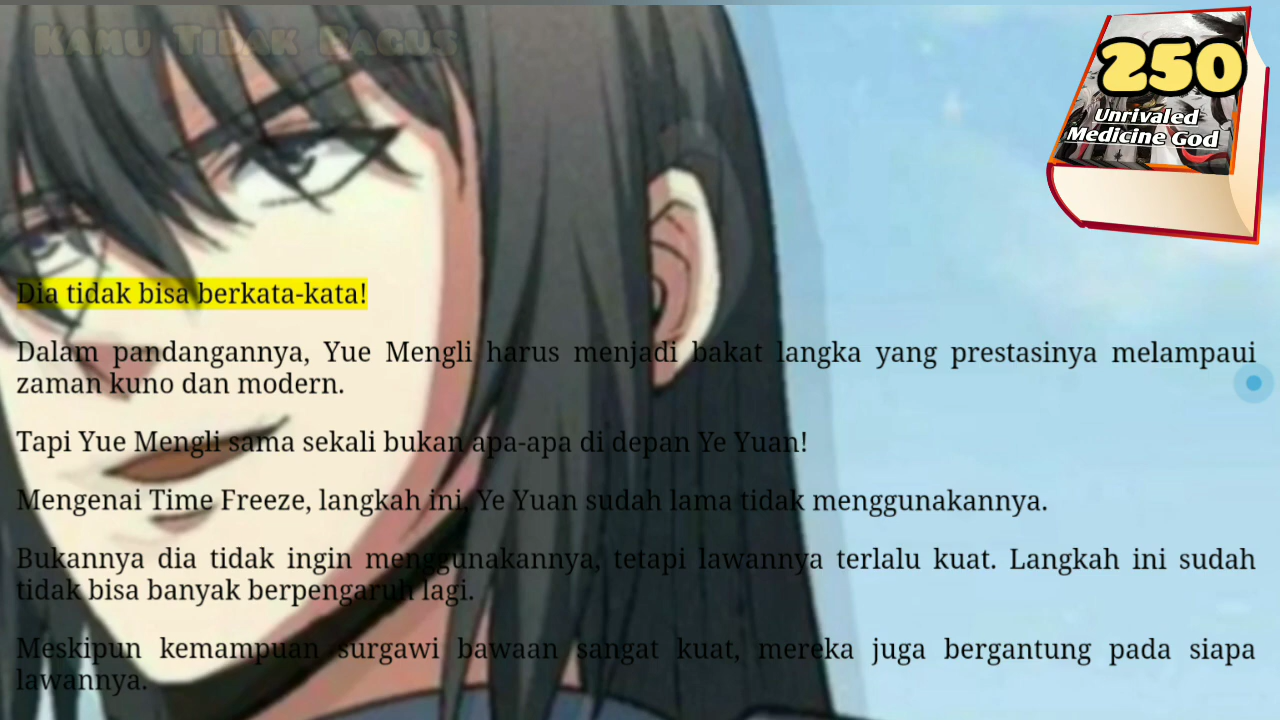 Kamu Tidak Bagus
250
Unrivaled
Medicine God
Dia tidak bisa berkata-kata!
Dalam pandangannya, Yue Mengli harus menjadi bakat langka yang prestasinya melampaui
zaman kuno dan modern.
Tapi Yue Mengli sama sekali bukan apa-apa di depan Ye Yuan!
Mengenai Time Freeze, langkah ini, Ye Yuan sudah lama tidak menggunakannya.
Bukannya dia tidak ingin menggunakannya, tetapi lawannya terlalu kuat. Langkah ini sudah
tidak bisa banyak berpengaruh lagi.
Meskipun kemampuan surgawi bawaan sangat kuat, mereka juga bergantung pada siapa
lawannya.